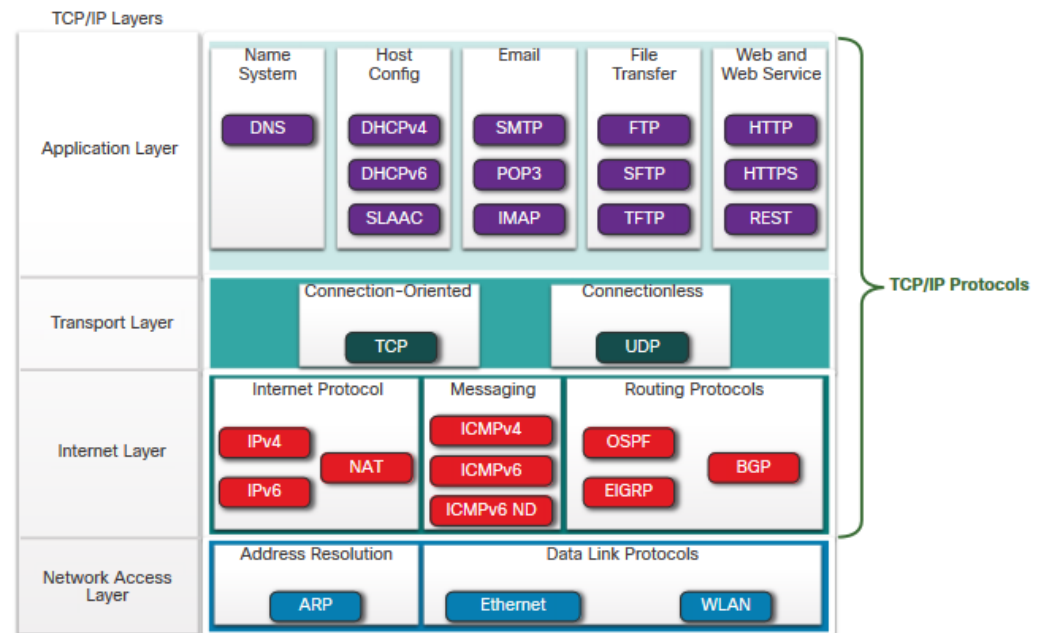 TCP/IP Layers
Application Layer
Name
System
DNS
Host
Config
DHCPv4
DHCPv6
SLAAC
Email
SMTP
POP3
IMAP
File
Transfer
FTP
SFTP
TFTP
Web and
Web Service
HTTP
HTTPS
REST
TCP/IP Protocols
Transport Layer
Connection-Oriented
TCP
Connectionless
UDP
Internet Layer
Internet Protocol
IPv4
NAT
IPv6
Messaging
ICMPv4
ICMPv6
ICMPv6 ND
Routing Protocols
OSPF
BGP
EIGRP
Network Access
Layer
Address Resolution
ARP
Data Link Protocols
Ethernet
WLAN